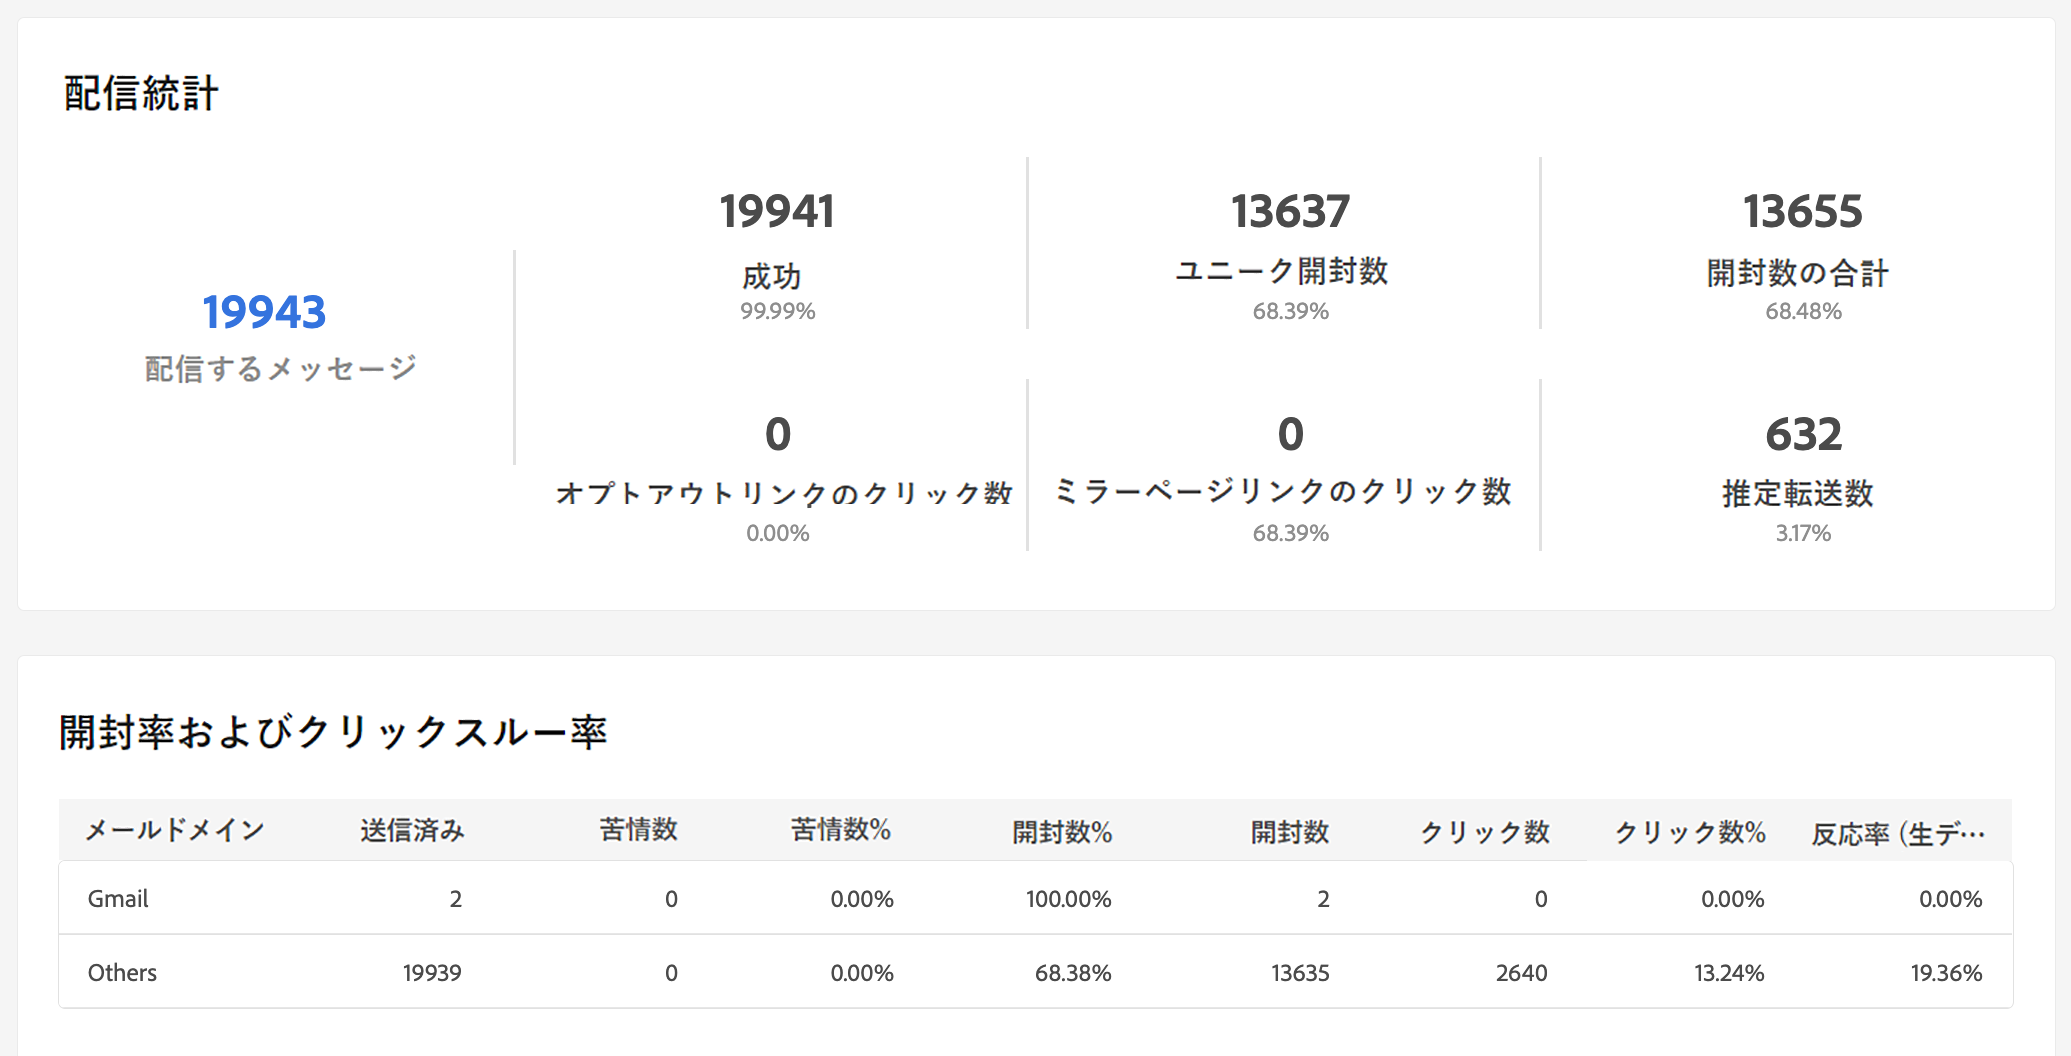 配信統計
19943
配信するメッセージ
19941
成功
99.99%
13637
ユニーク開封数
68.39%
13655
開封数の合計
68.48%
0
オプトアウトリンクのクリック数
0.00%
0
ミラーページリンクのクリック数
68.39%
632
推定転送数
3.17%
開封率およびクリックスルー率
メールドメイン 送信済み 苦情数 苦情数% 開封数% 開封数 クリック数 クリック数% 反応率 (生デ…
Gmail 2 0 0.00% 100.00% 2 0 0.00% 0.00%
Others 19939 0 0.00% 68.38% 13635 2640 13.24% 19.36%